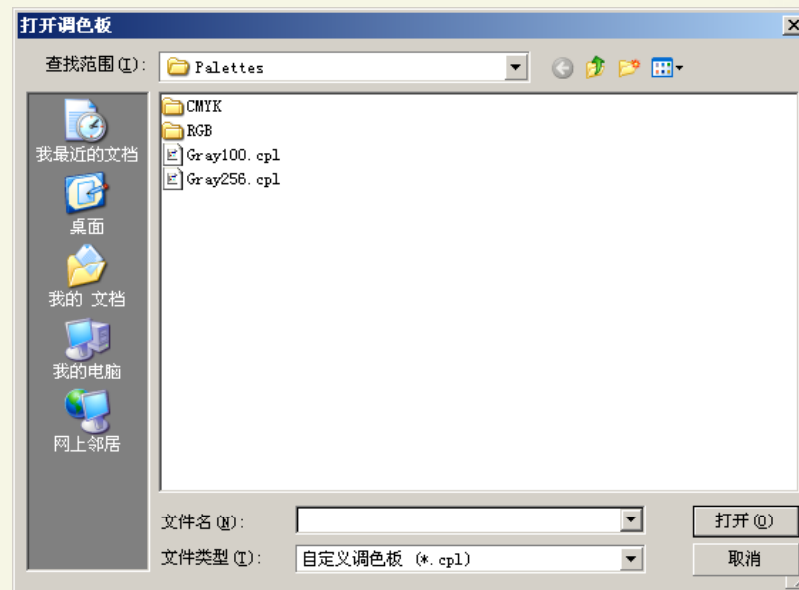 打开调色板
查找范围(I):
Palettes
CMYK
RGB
Gray100.cpl
Gray256.cpl
我最近的文档
桌面
我的 文档
我的电脑
网上邻居
文件名(N):
打开(O)
文件类型(T):
自定义调色板 (*.cpl)
取消